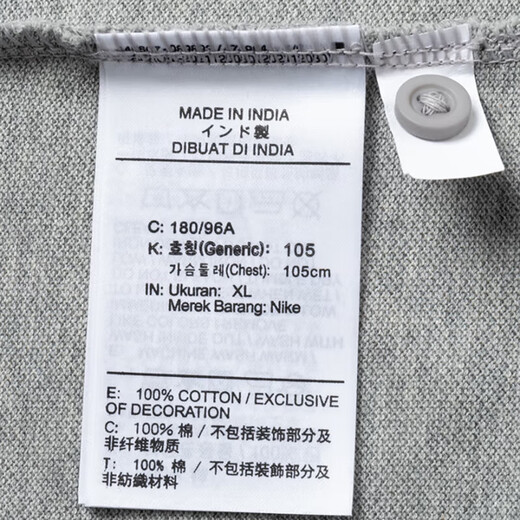 MADE IN INDIA
インド製
DIBUAT DI INDIA
C: 180/96A
K: 호칭(Generic): 105
가슴둘레(Chest): 105cm
IN: Ukuran: XL
Merek Barang: Nike
E: 100% COTTON / EXCLUSIVE
OF DECORATION
C: 100% 棉 / 不包括装饰部分及
非纤维物质
T: 100% 棉 / 不包括裝飾部分及
非紡織材料